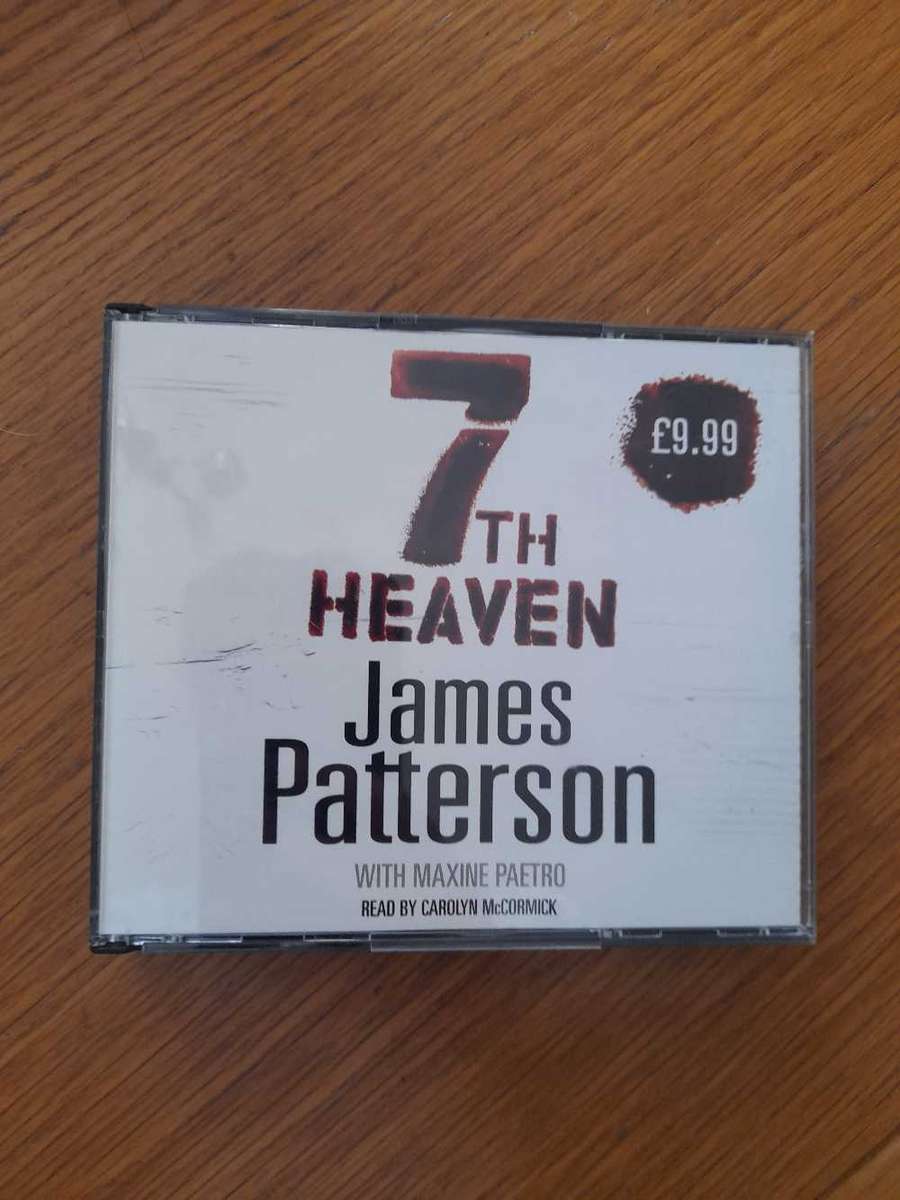 7TH
£9.99
HEAVEN
James
Patterson
WITH MAXINE PAETRO
READ BY CAROLYN McCORMICK